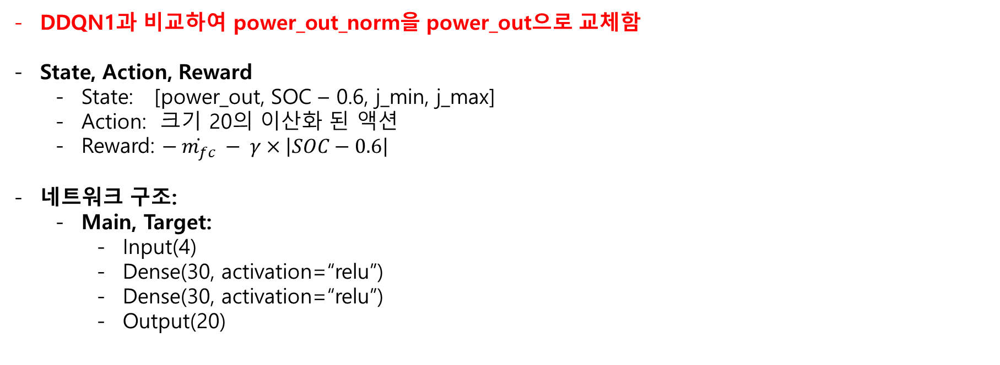 - DDQN1과 비교하여 power_out_norm을 power_out으로 교체함
- State, Action, Reward
- State: [power_out, SOC – 0.6, j_min, j_max]
- Action: 크기 20의 이산화 된 액션
- Reward: − ṁ_fc − γ × |SOC − 0.6|
- 네트워크 구조:
- Main, Target:
- Input(4)
- Dense(30, activation=“relu”)
- Dense(30, activation=“relu”)
- Output(20)